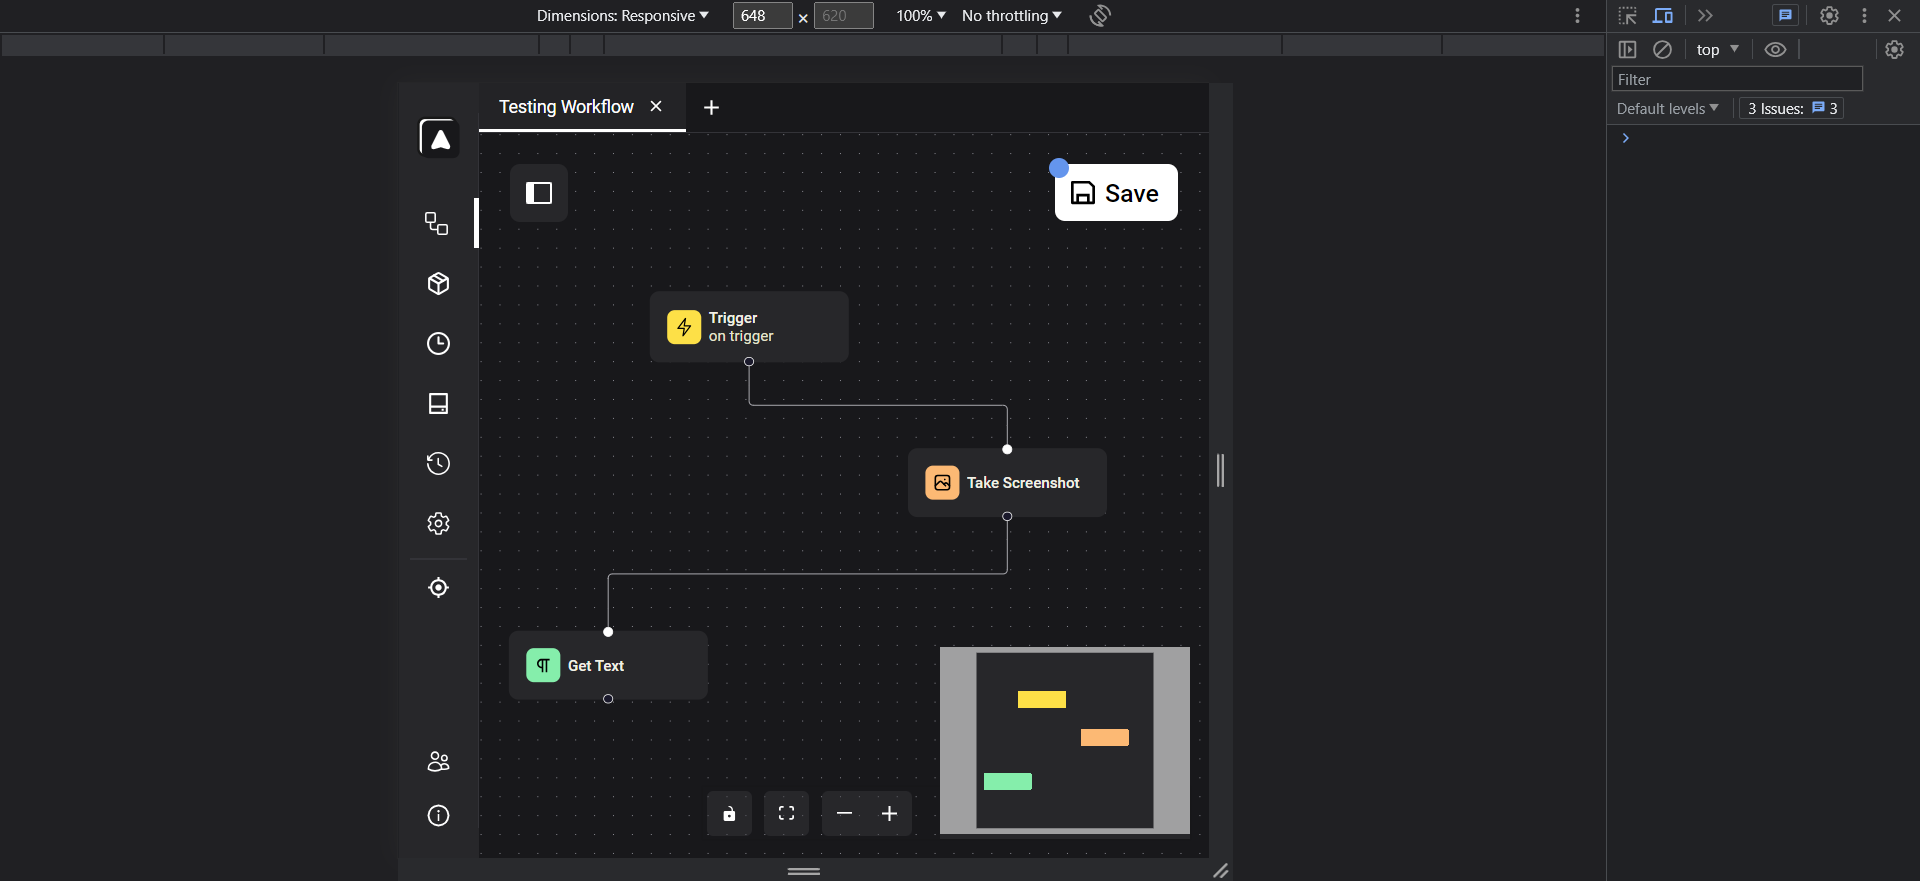 Dimensions: Responsive 648 × 620 100% No throttling
top
Filter
Default levels 3 Issues: 3
Testing Workflow
Save
Trigger
on trigger
Take Screenshot
Get Text